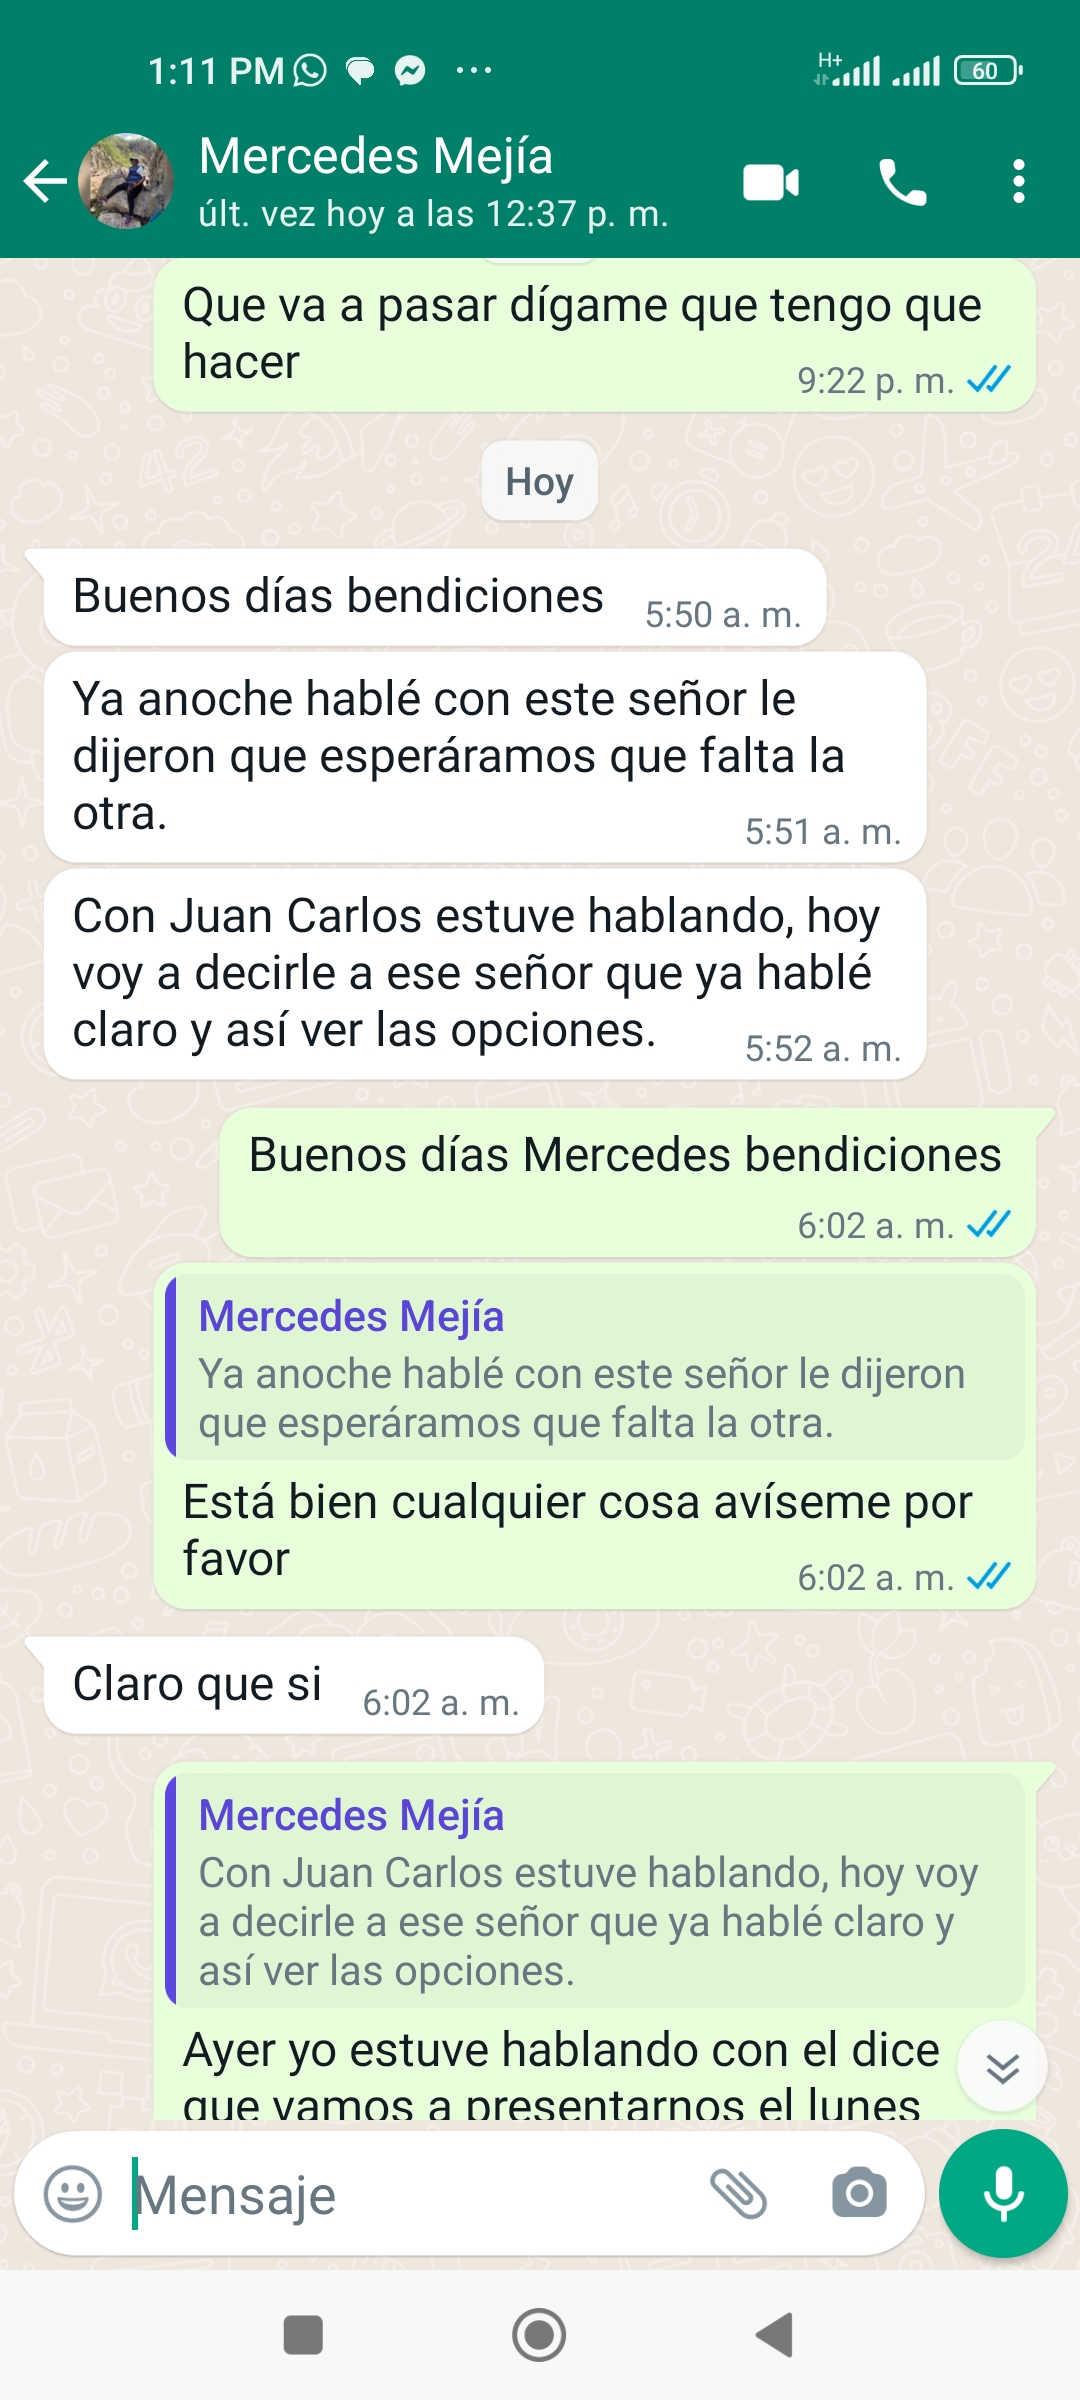 1:11 PM
H+
60
Mercedes Mejía
últ. vez hoy a las 12:37 p. m.
Que va a pasar dígame que tengo que
hacer
9:22 p. m.
Hoy
Buenos días bendiciones
5:50 a. m.
Ya anoche hablé con este señor le
dijeron que esperáramos que falta la
otra.
5:51 a. m.
Con Juan Carlos estuve hablando, hoy
voy a decirle a ese señor que ya hablé
claro y así ver las opciones.
5:52 a. m.
Buenos días Mercedes bendiciones
6:02 a. m.
Mercedes Mejía
Ya anoche hablé con este señor le dijeron
que esperáramos que falta la otra.
Está bien cualquier cosa avíseme por
favor
6:02 a. m.
Claro que si
6:02 a. m.
Mercedes Mejía
Con Juan Carlos estuve hablando, hoy voy
a decirle a ese señor que ya hablé claro y
así ver las opciones.
Ayer yo estuve hablando con el dice
que vamos a presentarnos el lunes
Mensaje